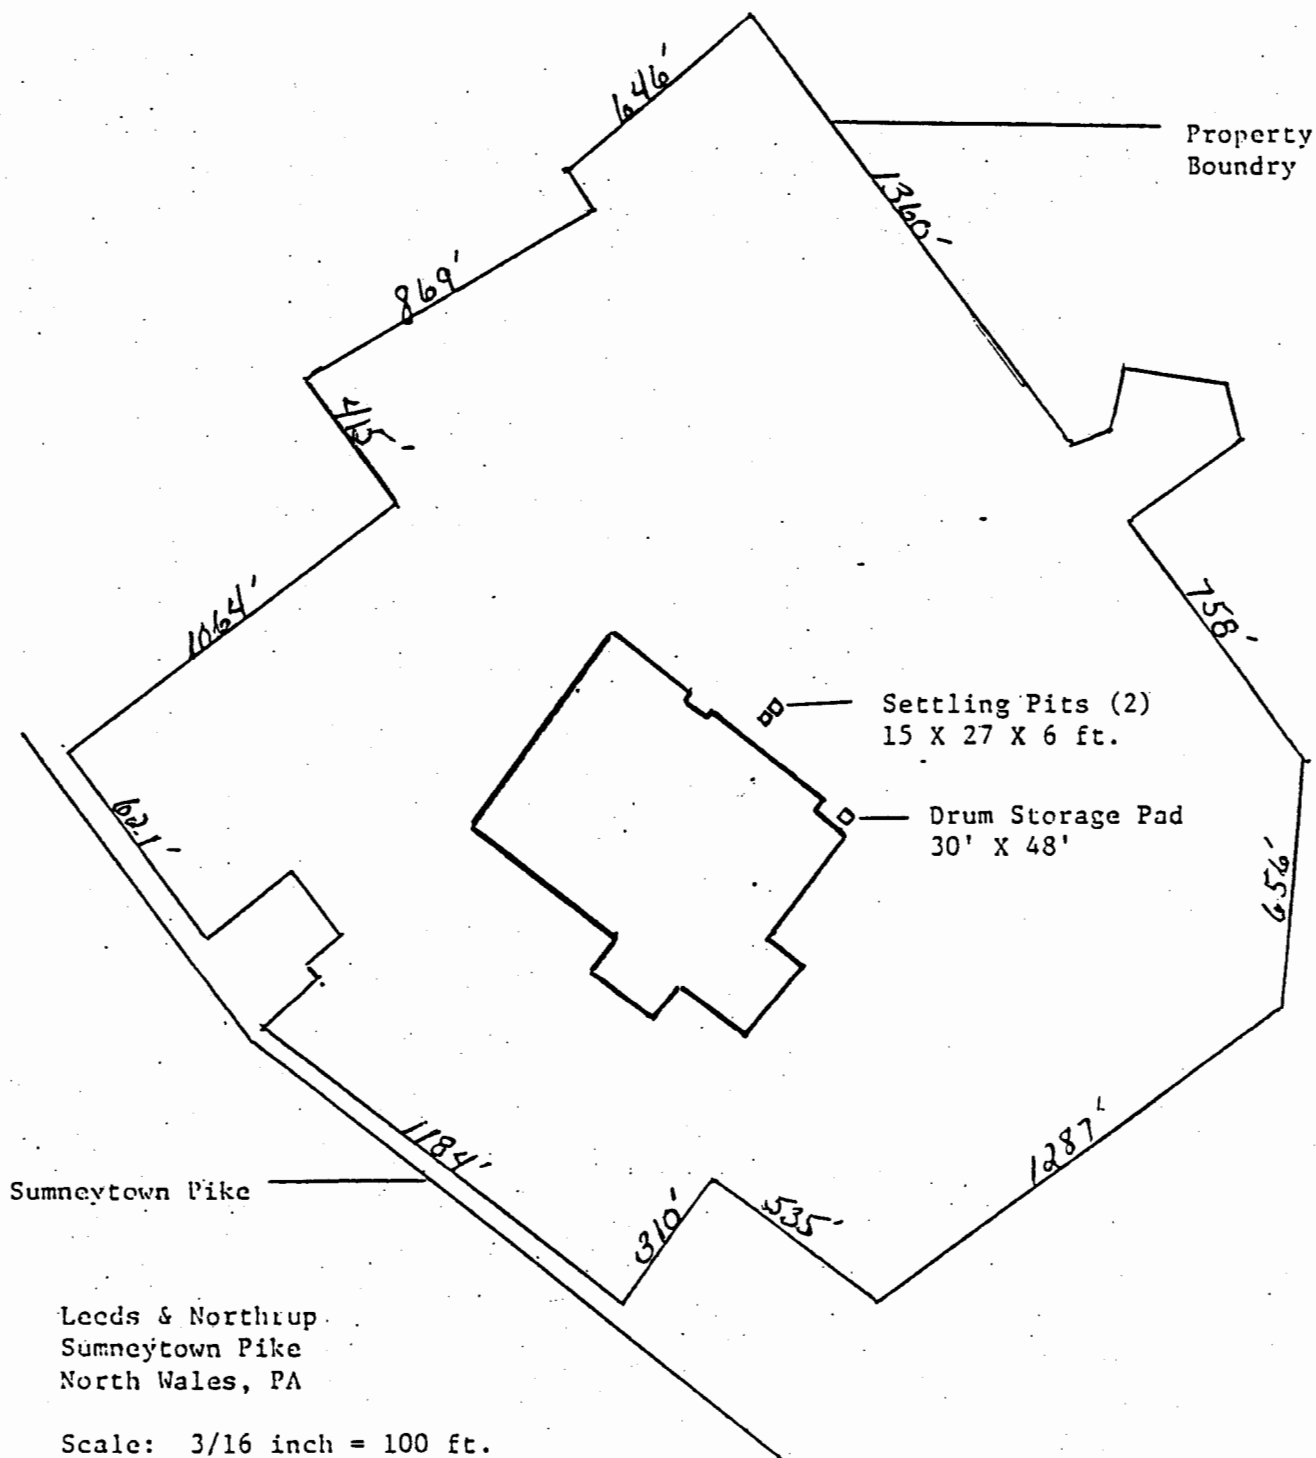 646'
Property
Boundry
1360'
869'
415'
1064'
758'
Settling Pits (2)
15 X 27 X 6 ft.
Drum Storage Pad
30' X 48'
621'
656'
1184'
1287'
Sumneytown Pike
310'
535'
Leeds & Northrup
Sumneytown Pike
North Wales, PA
Scale: 3/16 inch = 100 ft.